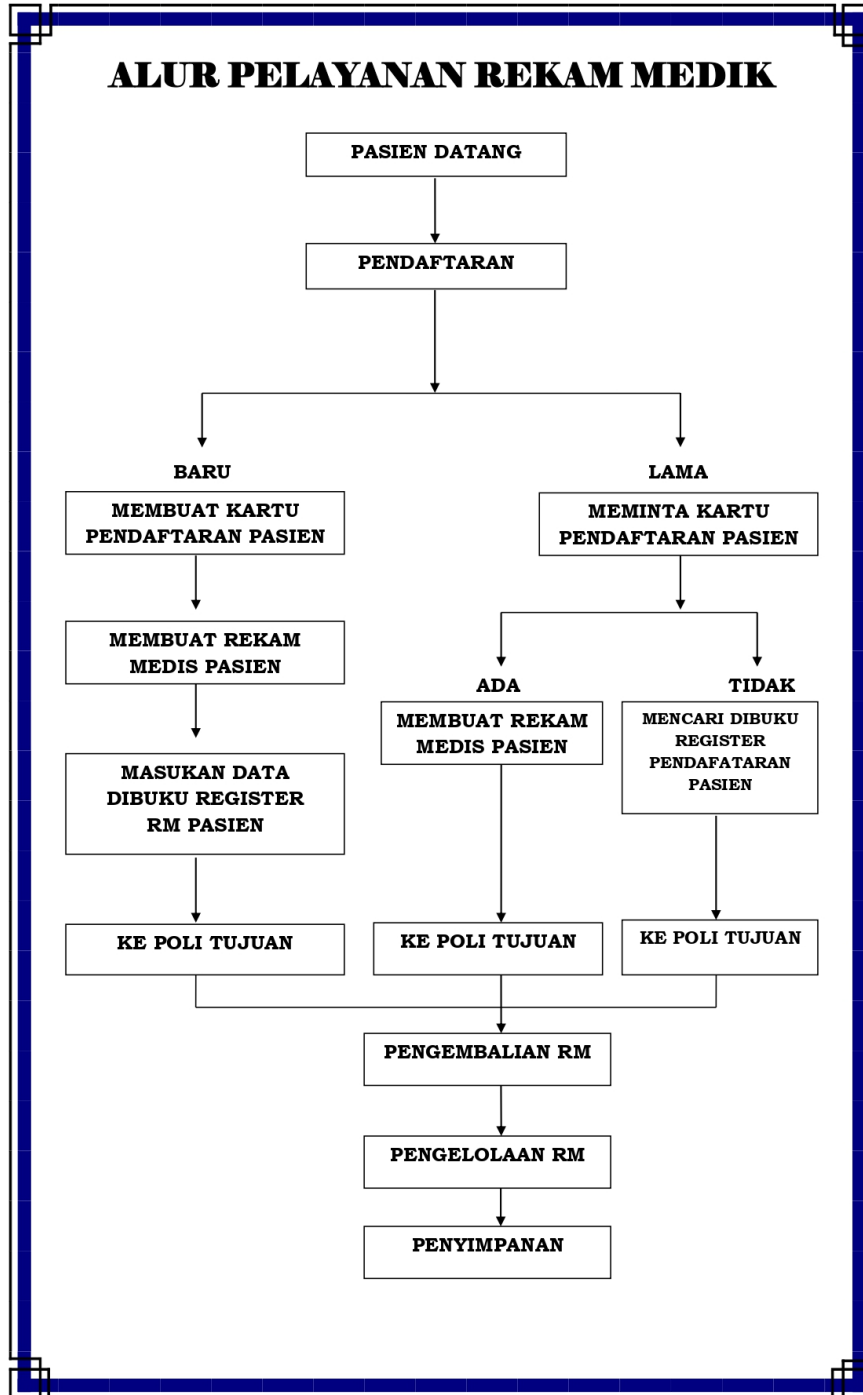 ALUR PELAYANAN REKAM MEDIK
PASIEN DATANG
PENDAFTARAN
BARU
MEMBUAT KARTU
PENDAFTARAN PASIEN
MEMBUAT REKAM
MEDIS PASIEN
MASUKAN DATA
DIBUKU REGISTER
RM PASIEN
KE POLI TUJUAN
LAMA
MEMINTA KARTU
PENDAFTARAN PASIEN
ADA
MEMBUAT REKAM
MEDIS PASIEN
KE POLI TUJUAN
TIDAK
MENCARI DIBUKU
REGISTER
PENDAFATARAN
PASIEN
KE POLI TUJUAN
PENGEMBALIAN RM
PENGELOLAAN RM
PENYIMPANAN